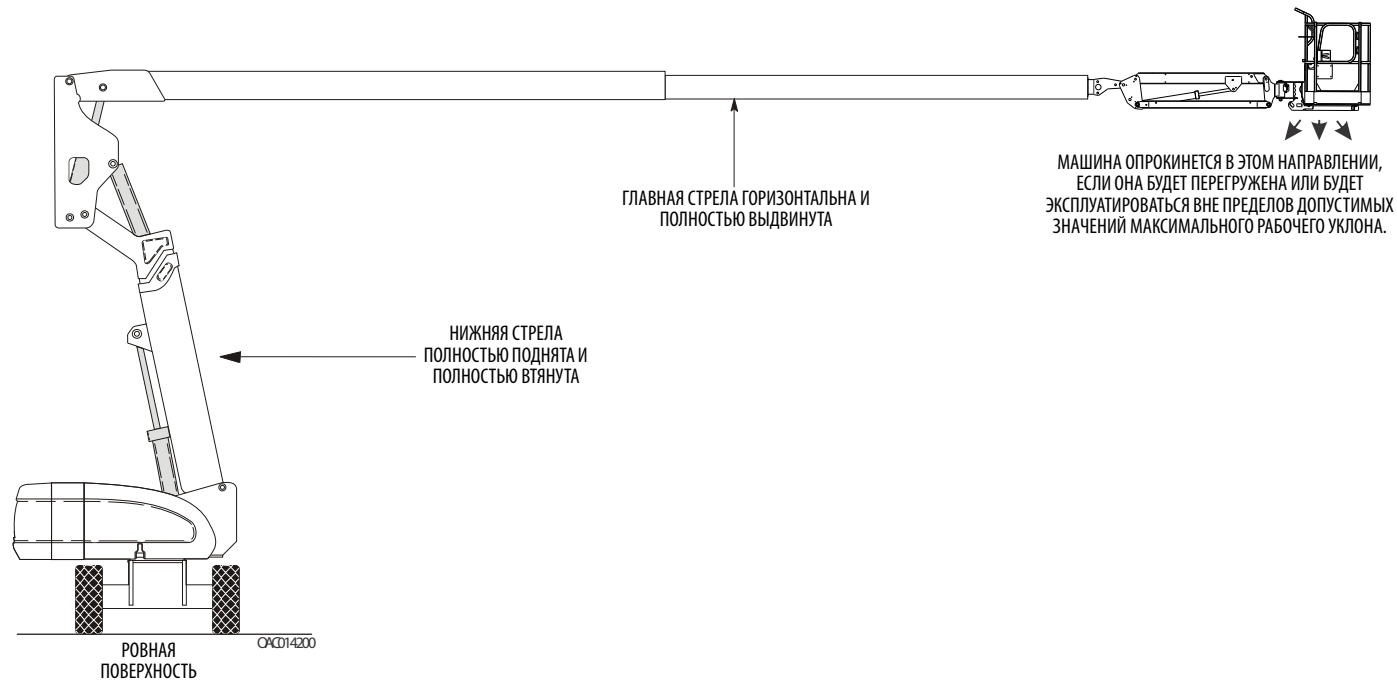 МАШИНА ОПРОКИНЕТСЯ В ЭТОМ НАПРАВЛЕНИИ,
ЕСЛИ ОНА БУДЕТ ПЕРЕГРУЖЕНА ИЛИ БУДЕТ
ЭКСПЛУАТИРОВАТЬСЯ ВНЕ ПРЕДЕЛОВ ДОПУСТИМЫХ
ЗНАЧЕНИЙ МАКСИМАЛЬНОГО РАБОЧЕГО УКЛОНА.
ГЛАВНАЯ СТРЕЛА ГОРИЗОНТАЛЬНА И
ПОЛНОСТЬЮ ВЫДВИНУТА
НИЖНЯЯ СТРЕЛА
ПОЛНОСТЬЮ ПОДНЯТА И
ПОЛНОСТЬЮ ВТЯНУТА
OAC014200
РОВНАЯ
ПОВЕРХНОСТЬ